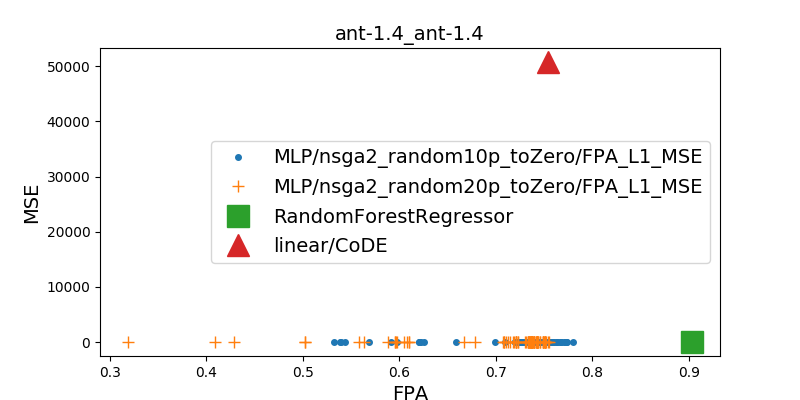 ant-1.4_ant-1.4
MSE
50000
40000
30000
20000
10000
0
MLP/nsga2_random10p_toZero/FPA_L1_MSE
MLP/nsga2_random20p_toZero/FPA_L1_MSE
RandomForestRegressor
linear/CoDE
0.3 0.4 0.5 0.6 0.7 0.8 0.9
FPA